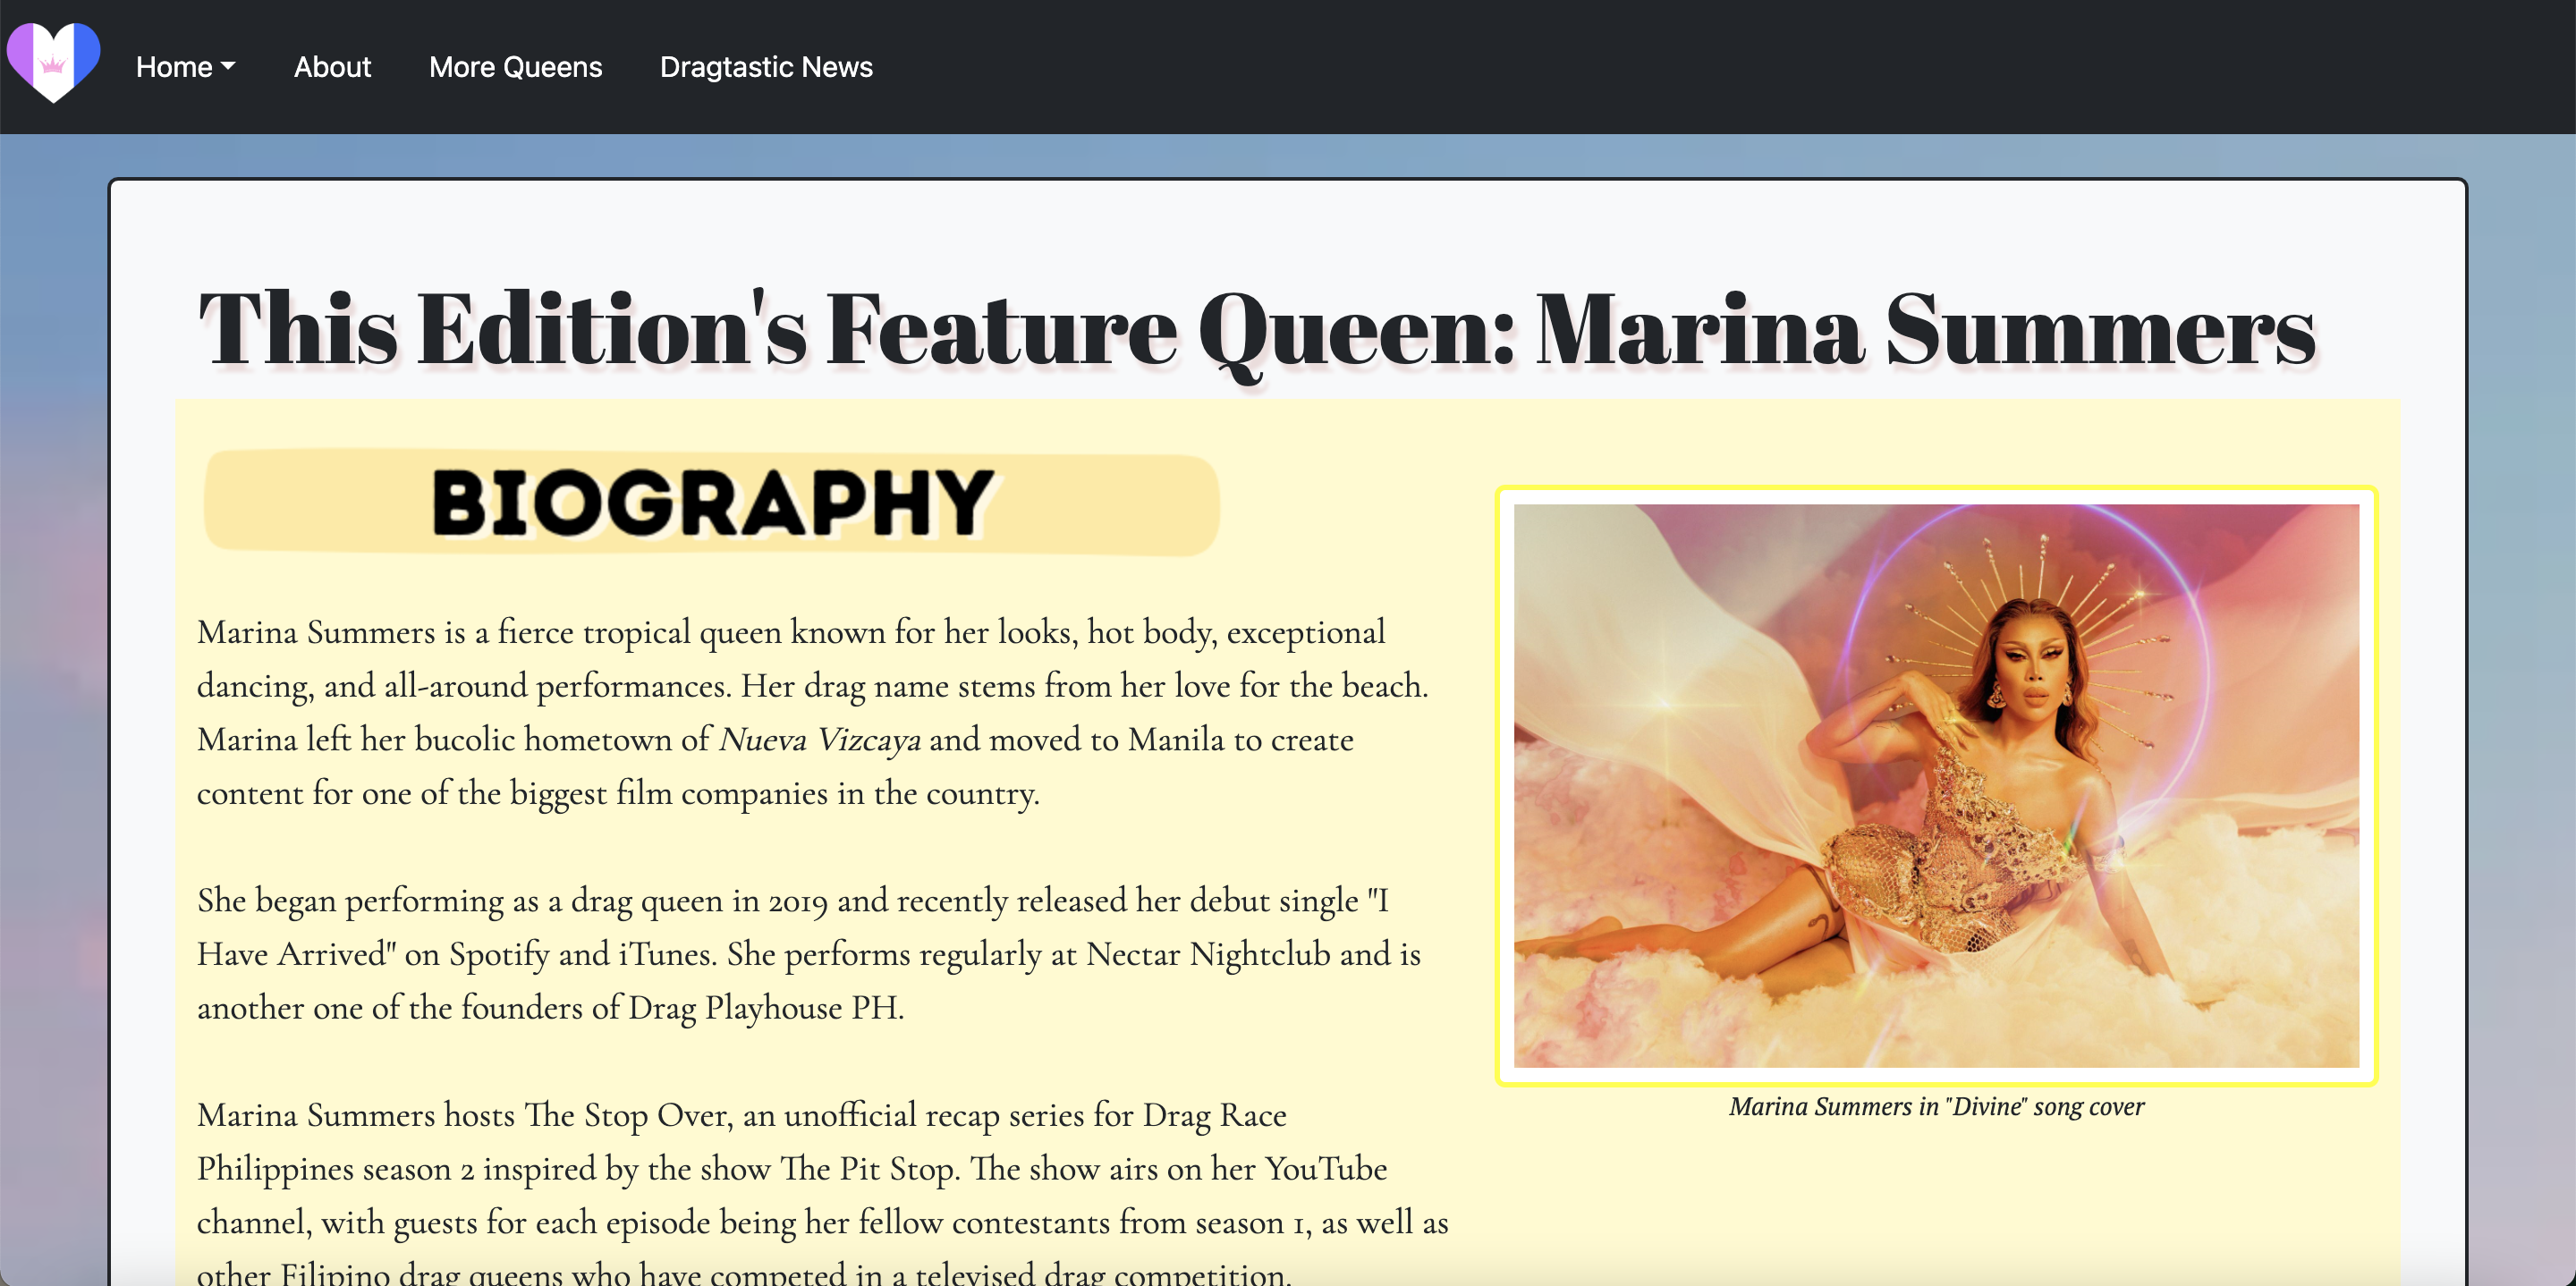 Home
About
More Queens
Dragtastic News
This Edition's Feature Queen: Marina Summers
BIOGRAPHY
Marina Summers is a fierce tropical queen known for her looks, hot body, exceptional
dancing, and all-around performances. Her drag name stems from her love for the beach.
Marina left her bucolic hometown of Nueva Vizcaya and moved to Manila to create
content for one of the biggest film companies in the country.
She began performing as a drag queen in 2019 and recently released her debut single "I
Have Arrived" on Spotify and iTunes. She performs regularly at Nectar Nightclub and is
another one of the founders of Drag Playhouse PH.
Marina Summers hosts The Stop Over, an unofficial recap series for Drag Race
Philippines season 2 inspired by the show The Pit Stop. The show airs on her YouTube
channel, with guests for each episode being her fellow contestants from season 1, as well as
other Filipino drag queens who have competed in a televised drag competition.
Marina Summers in "Divine" song cover